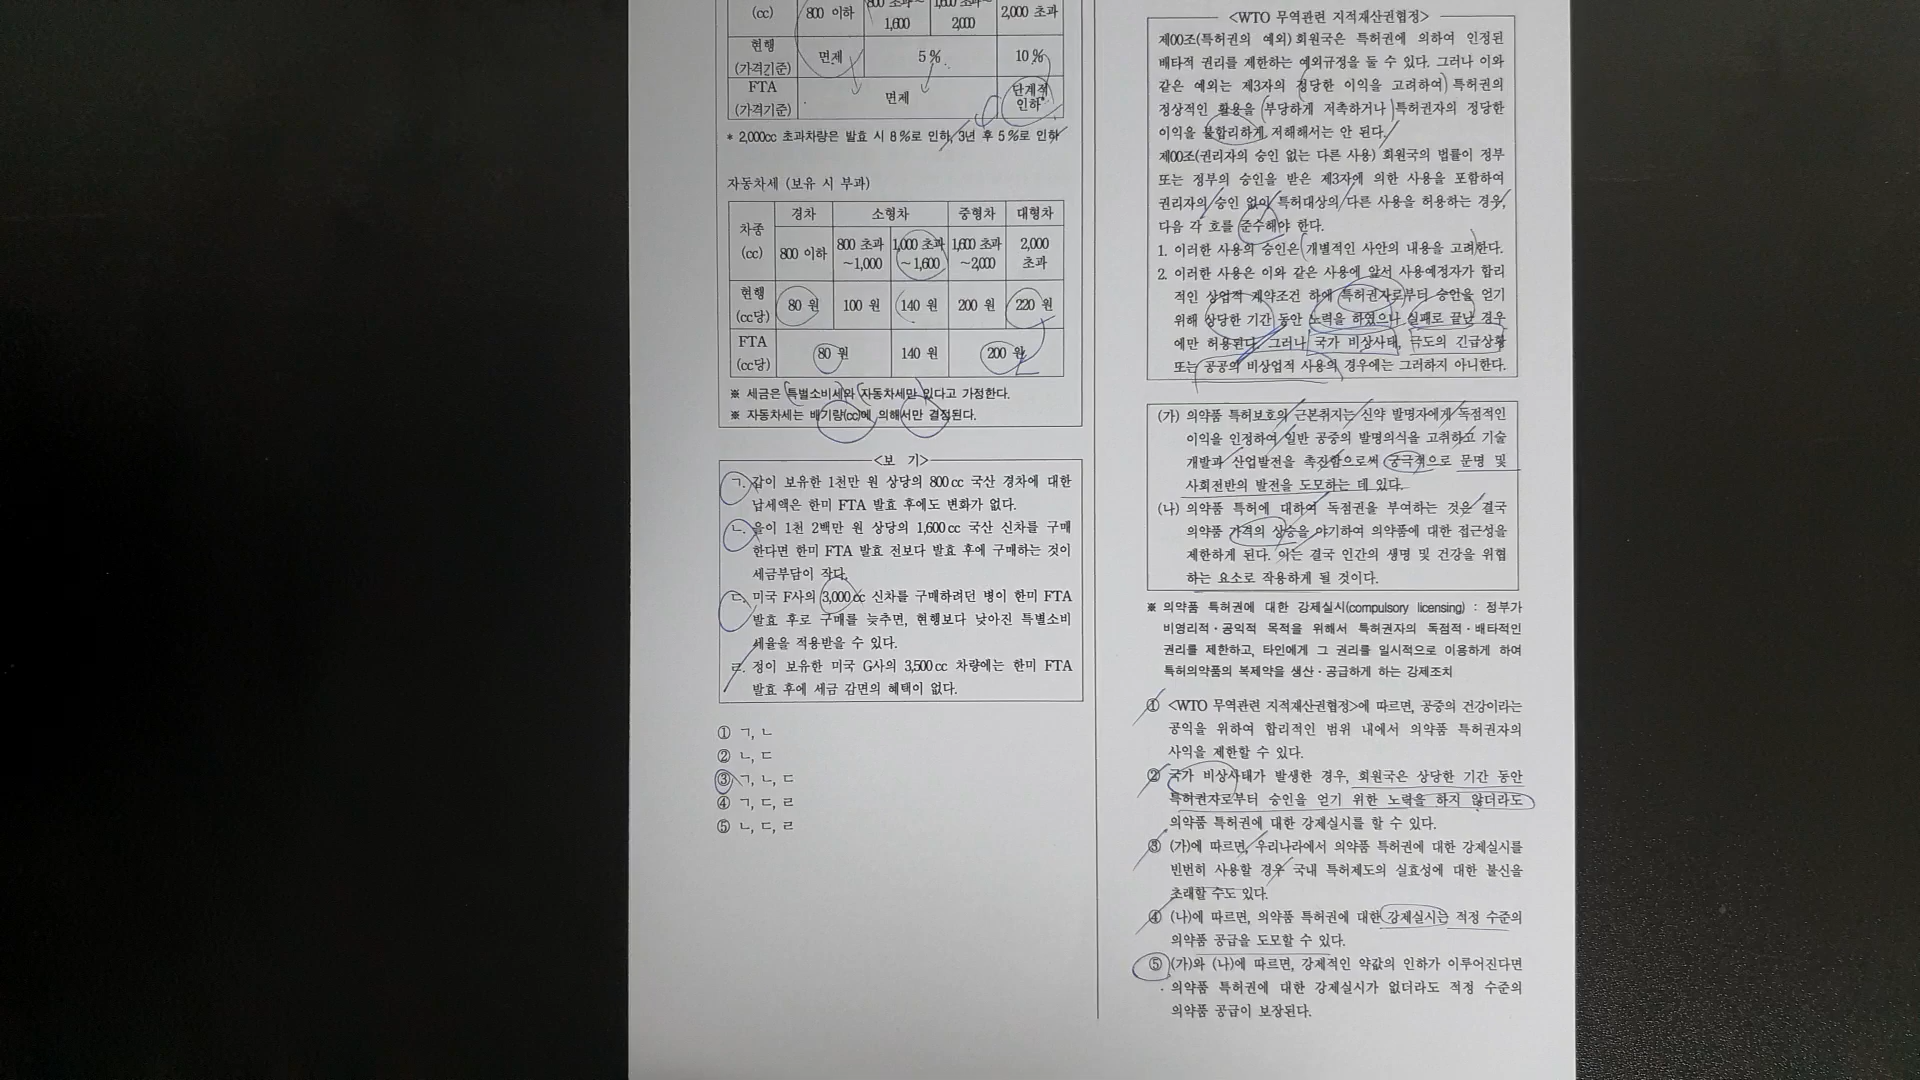 (cc)
800 이하
800 초과~
1,600
1,600 초과~
2,000
2,000 초과
현행
(가격기준)
면제
5 %
10 %
FTA
(가격기준)
면제
단계적
인하*
* 2,000cc 초과차량은 발효 시 8 %로 인하, 3년 후 5 %로 인하
자동차세 (보유 시 부과)
차종
(cc)
경차
소형차
중형차
대형차
800 이하
800 초과
~1,000
1,000 초과
~1,600
1,600 초과
~2,000
2,000
초과
현행
(cc당)
80 원
100 원
140 원
200 원
220 원
FTA
(cc당)
80 원
140 원
200 원
※ 세금은 특별소비세와 자동차세만 있다고 가정한다.
※ 자동차세는 배기량(cc)에 의해서만 결정된다.
<보 기>
ㄱ. 갑이 보유한 1천만 원 상당의 800 cc 국산 경차에 대한
납세액은 한미 FTA 발효 후에도 변화가 없다.
ㄴ. 을이 1천 2백만 원 상당의 1,600 cc 국산 신차를 구매
한다면 한미 FTA 발효 전보다 발효 후에 구매하는 것이
세금부담이 작다.
ㄷ. 미국 F사의 3,000 cc 신차를 구매하려던 병이 한미 FTA
발효 후로 구매를 늦추면, 현행보다 낮아진 특별소비
세율을 적용받을 수 있다.
ㄹ. 정이 보유한 미국 G사의 3,500 cc 차량에는 한미 FTA
발효 후에 세금 감면의 혜택이 없다.
① ㄱ, ㄴ
② ㄴ, ㄷ
③ ㄱ, ㄴ, ㄷ
④ ㄱ, ㄷ, ㄹ
⑤ ㄴ, ㄷ, ㄹ
<WTO 무역관련 지적재산권협정>
제00조(특허권의 예외) 회원국은 특허권에 의하여 인정된
배타적 권리를 제한하는 예외규정을 둘 수 있다. 그러나 이와
같은 예외는 제3자의 정당한 이익을 고려하여 특허권의
정상적인 활용을 부당하게 저촉하거나 특허권자의 정당한
이익을 불합리하게 저해해서는 안 된다.
제00조(권리자의 승인 없는 다른 사용) 회원국의 법률이 정부
또는 정부의 승인을 받은 제3자에 의한 사용을 포함하여
권리자의 승인 없이 특허대상의 다른 사용을 허용하는 경우,
다음 각 호를 준수해야 한다.
1. 이러한 사용의 승인은 개별적인 사안의 내용을 고려한다.
2. 이러한 사용은 이와 같은 사용에 앞서 사용예정자가 합리
적인 상업적 계약조건 하에 특허권자로부터 승인을 얻기
위해 상당한 기간 동안 노력을 하였으나 실패로 끝난 경우
에만 허용된다. 그러나 국가 비상사태, 극도의 긴급상황
또는 공공의 비상업적 사용의 경우에는 그러하지 아니한다.
(가) 의약품 특허보호의 근본취지는 신약 발명자에게 독점적인
이익을 인정하여 일반 공중의 발명의식을 고취하고 기술
개발과 산업발전을 촉진함으로써 궁극적으로 문명 및
사회전반의 발전을 도모하는 데 있다.
(나) 의약품 특허에 대하여 독점권을 부여하는 것은 결국
의약품 가격의 상승을 야기하여 의약품에 대한 접근성을
제한하게 된다. 이는 결국 인간의 생명 및 건강을 위협
하는 요소로 작용하게 될 것이다.
※ 의약품 특허권에 대한 강제실시(compulsory licensing) : 정부가
비영리적·공익적 목적을 위해서 특허권자의 독점적·배타적인
권리를 제한하고, 타인에게 그 권리를 일시적으로 이용하게 하여
특허의약품의 복제약을 생산·공급하게 하는 강제조치
① <WTO 무역관련 지적재산권협정>에 따르면, 공중의 건강이라는
공익을 위하여 합리적인 범위 내에서 의약품 특허권자의
사익을 제한할 수 있다.
② 국가 비상사태가 발생한 경우, 회원국은 상당한 기간 동안
특허권자로부터 승인을 얻기 위한 노력을 하지 않더라도
의약품 특허권에 대한 강제실시를 할 수 있다.
③ (가)에 따르면, 우리나라에서 의약품 특허권에 대한 강제실시를
빈번히 사용할 경우 국내 특허제도의 실효성에 대한 불신을
초래할 수도 있다.
④ (나)에 따르면, 의약품 특허권에 대한 강제실시는 적정 수준의
의약품 공급을 도모할 수 있다.
⑤ (가)와 (나)에 따르면, 강제적인 약값의 인하가 이루어진다면
의약품 특허권에 대한 강제실시가 없더라도 적정 수준의
의약품 공급이 보장된다.